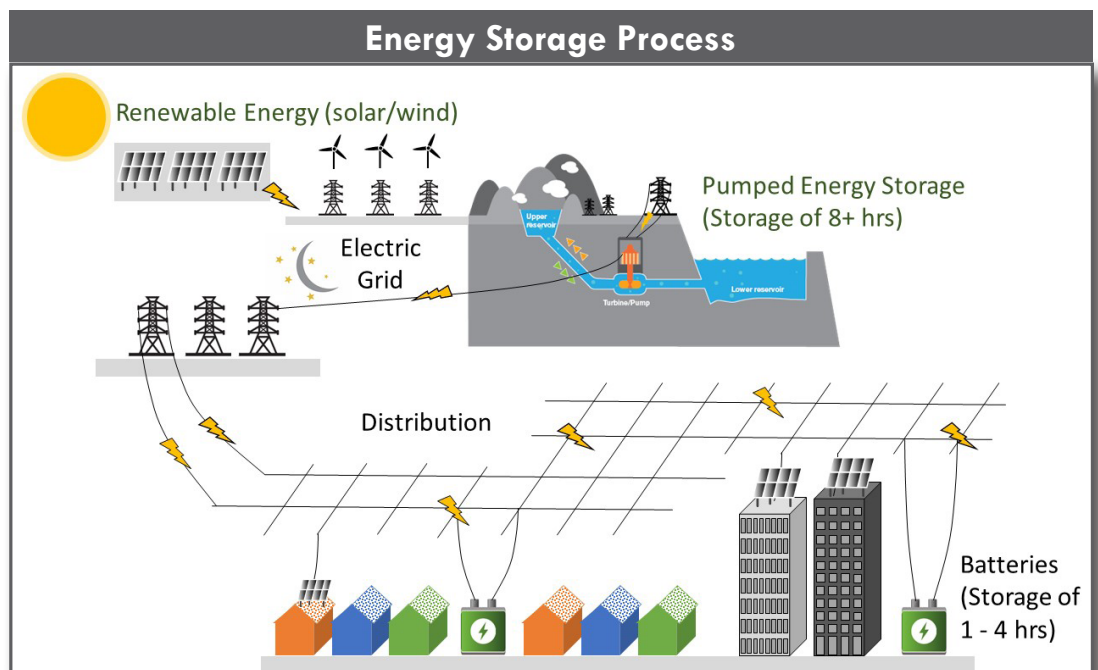 Energy Storage Process
Renewable Energy (solar/wind)
Pumped Energy Storage
(Storage of 8+ hrs)
Upper
reservoir
Electric
Grid
Lower reservoir
Turbine/Pump
Distribution
Batteries
(Storage of
1 - 4 hrs)